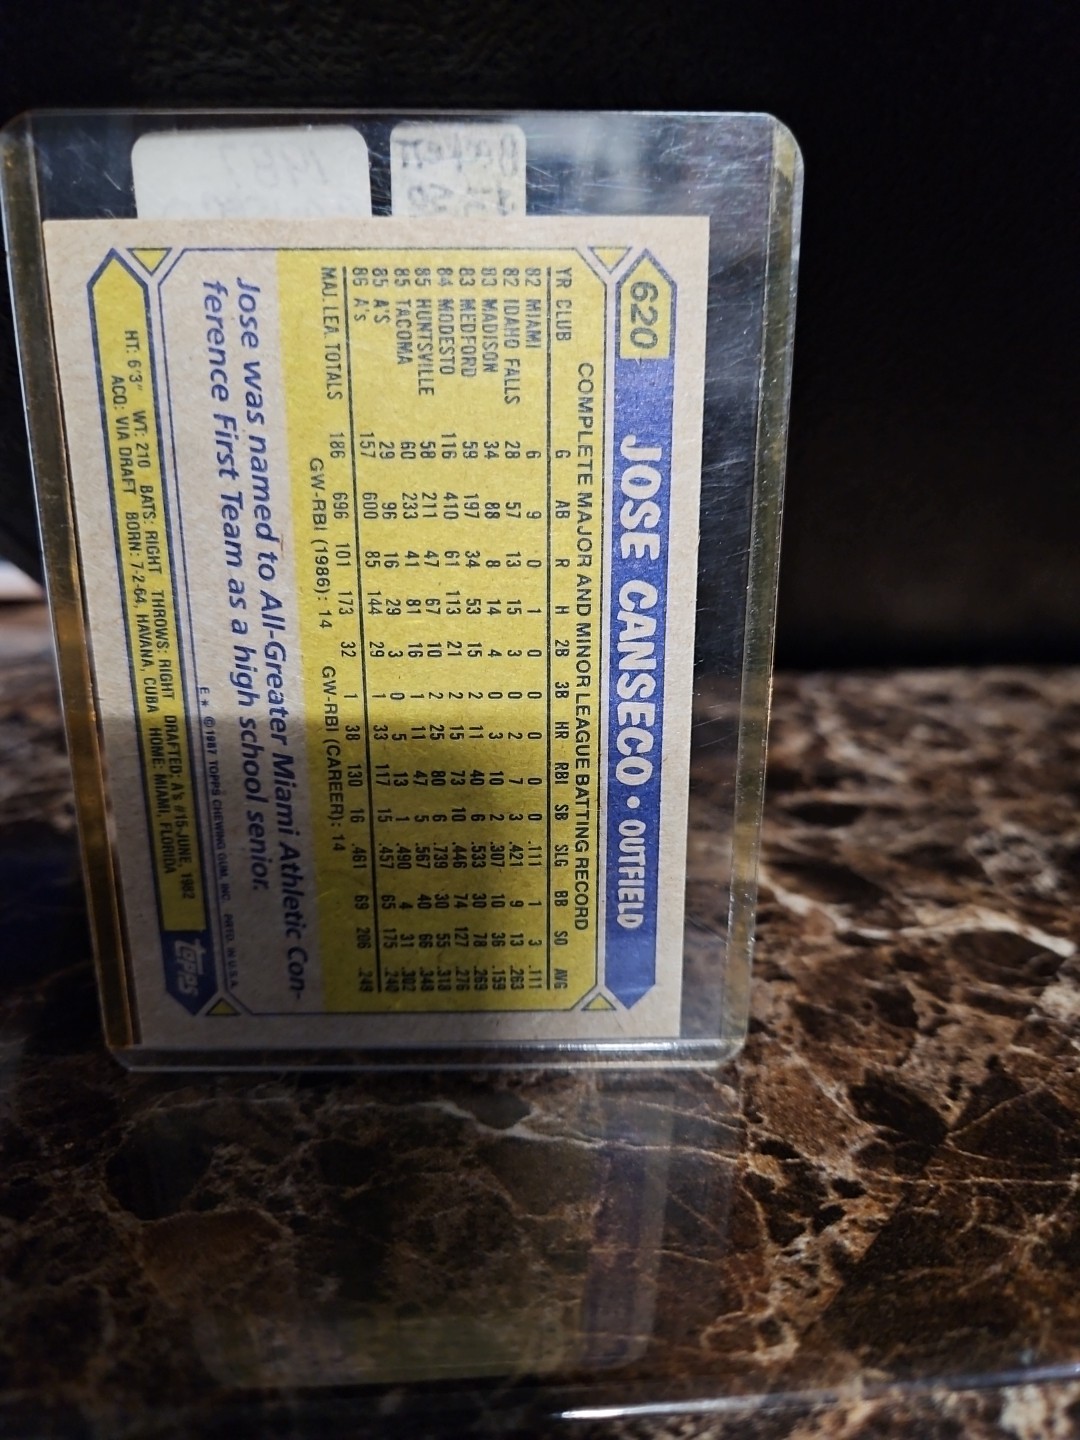 620 JOSE CANSECO • OUTFIELD
COMPLETE MAJOR AND MINOR LEAGUE BATTING RECORD
YR CLUB G AB R H 2B 3B HR RBI SB SLG BB SO AVG
82 MIAMI 6 9 0 1 0 0 0 0 0 .111 1 3 .111
82 IDAHO FALLS 28 57 13 15 3 0 2 7 3 .421 9 13 .263
83 MADISON 34 88 8 14 4 0 3 10 2 .307 10 36 .159
83 MEDFORD 59 197 34 53 15 2 11 40 6 .533 30 78 .269
84 MODESTO 116 410 61 113 21 2 15 73 10 .446 74 127 .276
85 HUNTSVILLE 58 211 47 67 10 2 25 80 6 .739 30 55 .318
85 TACOMA 60 233 41 81 16 1 11 47 5 .567 40 66 .348
85 A'S 29 96 16 29 3 0 5 13 1 .490 4 31 .302
86 A's 157 600 85 144 29 1 33 117 15 .457 65 175 .240
MAJ. LEA. TOTALS 186 696 101 173 32 1 38 130 16 .461 69 206 .249
GW-RBI (1986): 14 GW-RBI (CAREER): 14
Jose was named to All-Greater Miami Athletic Con-
ference First Team as a high school senior.
E * ©1987 TOPPS CHEWING GUM, INC. PRTD. IN U.S.A.
HT: 6'3" WT: 210 BATS: RIGHT THROWS: RIGHT DRAFTED: A's #15-JUNE, 1982
ACQ: VIA DRAFT BORN: 7-2-64, HAVANA, CUBA HOME: MIAMI, FLORIDA
topps